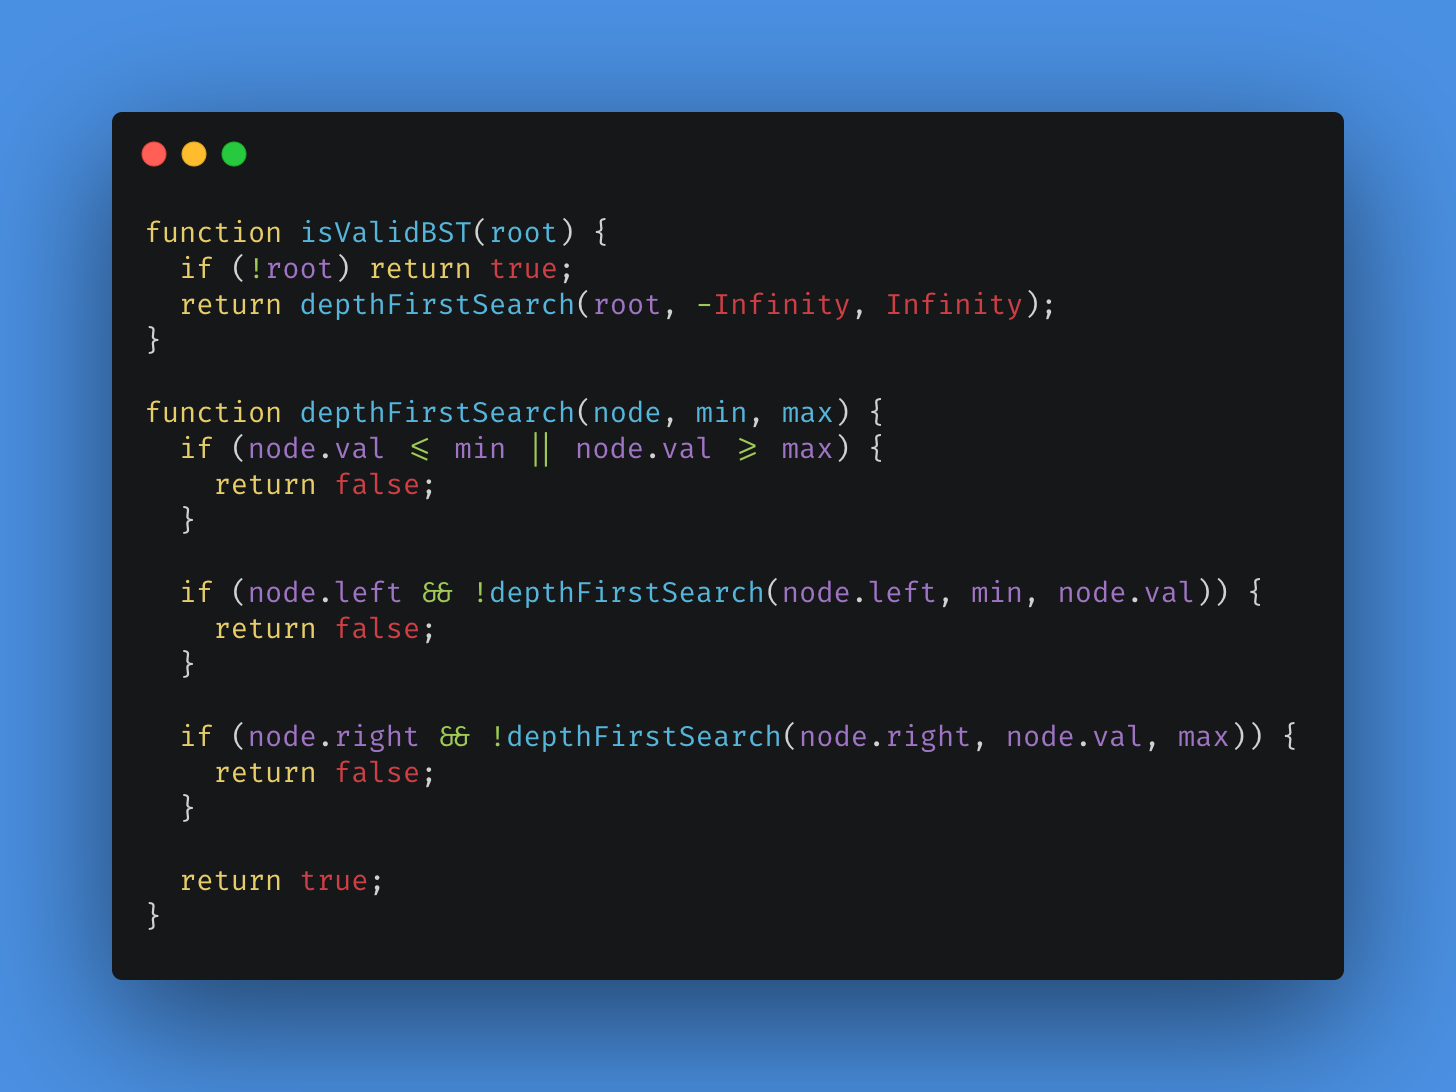 function isValidBST(root) {
  if (!root) return true;
  return depthFirstSearch(root, -Infinity, Infinity);
}

function depthFirstSearch(node, min, max) {
  if (node.val <= min || node.val >= max) {
    return false;
  }

  if (node.left && !depthFirstSearch(node.left, min, node.val)) {
    return false;
  }

  if (node.right && !depthFirstSearch(node.right, node.val, max)) {
    return false;
  }

  return true;
}